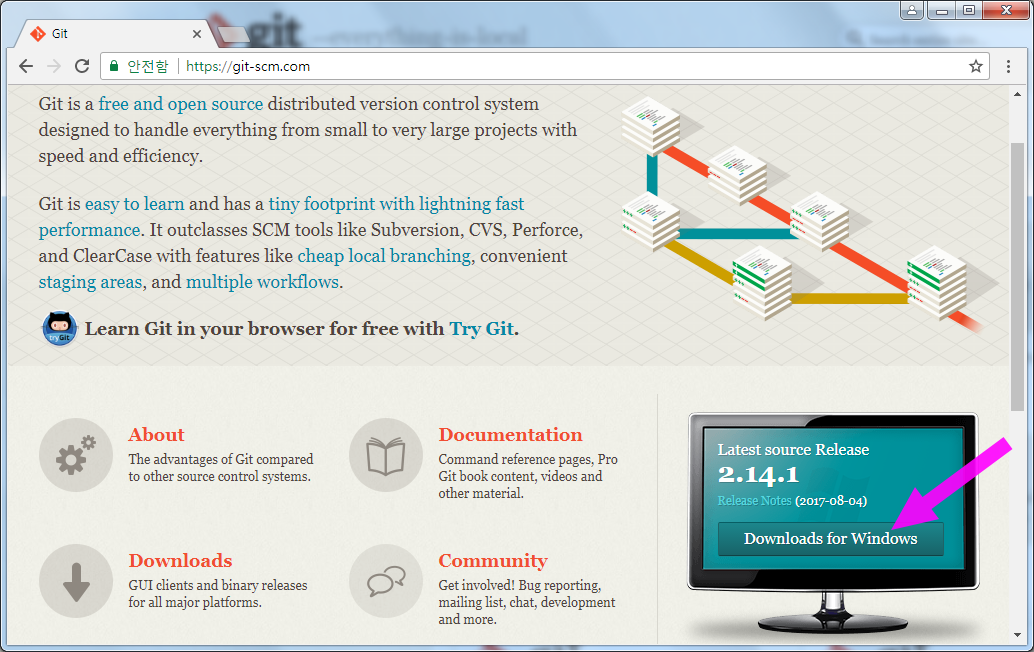 Git
안전함
https://git-scm.com
Git is a free and open source distributed version control system
designed to handle everything from small to very large projects with
speed and efficiency.
Git is easy to learn and has a tiny footprint with lightning fast
performance. It outclasses SCM tools like Subversion, CVS, Perforce,
and ClearCase with features like cheap local branching, convenient
staging areas, and multiple workflows.
tryGit
Learn Git in your browser for free with Try Git.
About
The advantages of Git compared
to other source control systems.
Documentation
Command reference pages, Pro
Git book content, videos and
other material.
Downloads
GUI clients and binary releases
for all major platforms.
Community
Get involved! Bug reporting,
mailing list, chat, development
and more.
Latest source Release
2.14.1
Release Notes (2017-08-04)
Downloads for Windows